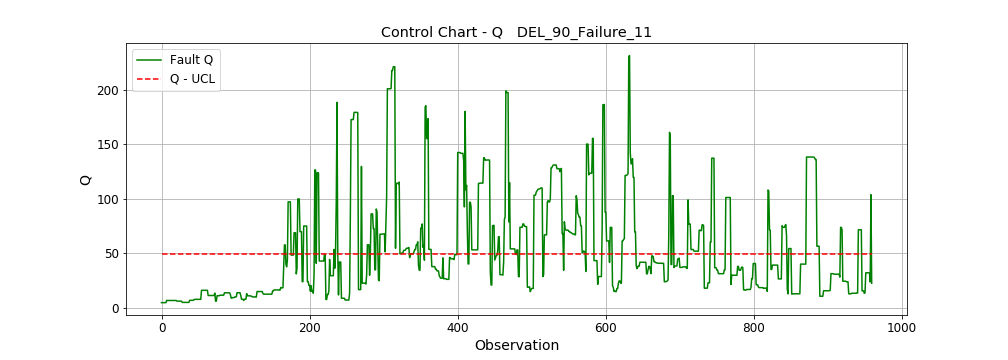 Control Chart - Q   DEL_90_Failure_11
Fault Q
Q - UCL
Q
200
150
100
50
0
0 200 400 600 800 1000
Observation